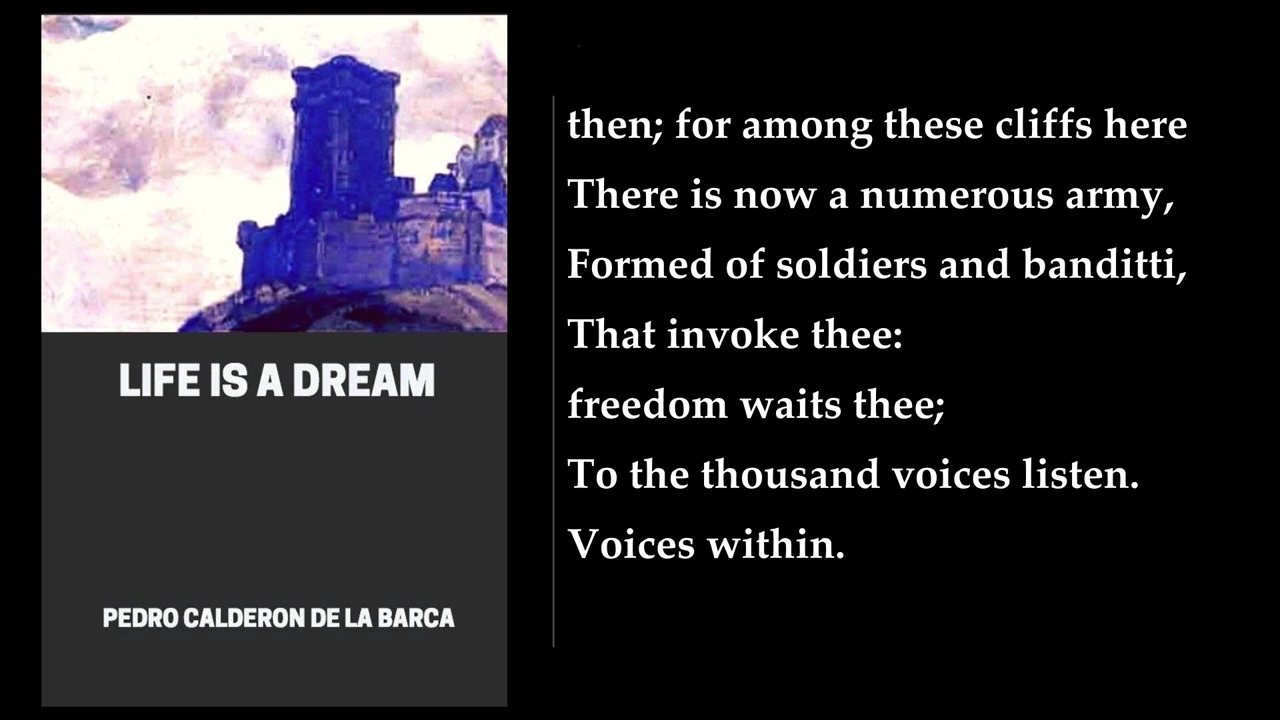 LIFE IS A DREAM
PEDRO CALDERON DE LA BARCA
then; for among these cliffs here
There is now a numerous army,
Formed of soldiers and banditti,
That invoke thee:
freedom waits thee;
To the thousand voices listen.
Voices within.